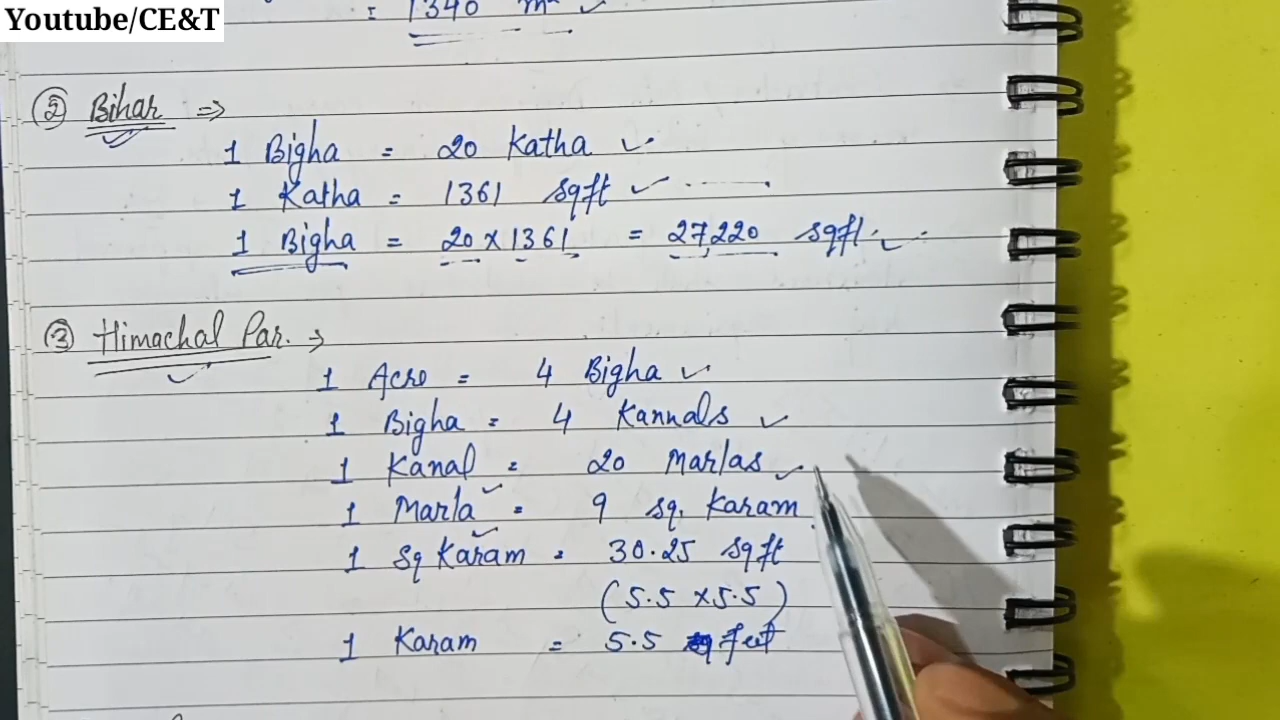 Youtube/CE&T
= 1340 m²
② Bihar ⇒
1 Bigha = 20 Katha
1 Katha = 1361 sqft
1 Bigha = 20 x 1361 = 27,220 sqft.
③ Himachal Par. →
1 Acre = 4 Bigha
1 Bigha = 4 Kannals
1 Kanal = 20 Marlas
1 Marla = 9 sq. Karam
1 Sq Karam = 30.25 sqft
(5.5 x 5.5)
1 Karam = 5.5 feet